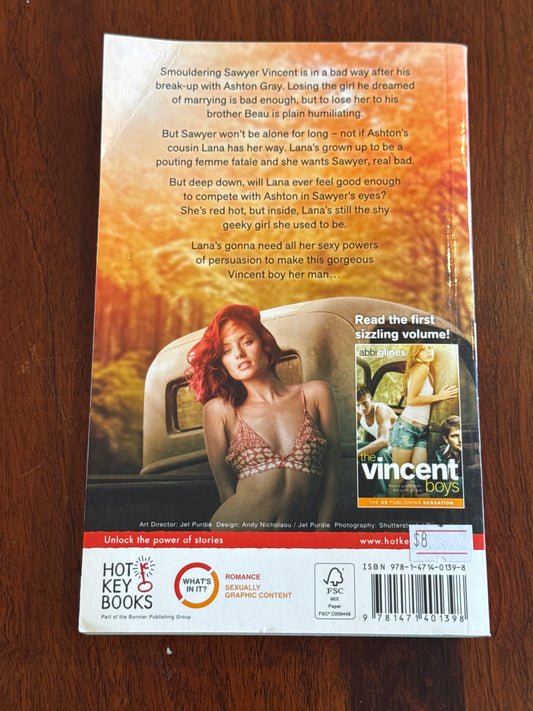 Smouldering Sawyer Vincent is in a bad way after his
break-up with Ashton Gray. Losing the girl he dreamed
of marrying is bad enough, but to lose her to his
brother Beau is plain humiliating.
But Sawyer won't be alone for long – not if Ashton's
cousin Lana has her way. Lana's grown up to be a
pouting femme fatale and she wants Sawyer, real bad.
But deep down, will Lana ever feel good enough
to compete with Ashton in Sawyer's eyes?
She's red hot, but inside, Lana's still the shy
geeky girl she used to be.
Lana's gonna need all her sexy powers
of persuasion to make this gorgeous
Vincent boy her man...
Read the first
sizzling volume!
abbiglines
the
vincent
boys
THE US PUBLISHING SENSATION
Art Director: Jet Purdie Design: Andy Nicholaou / Jet Purdie Photography:
Unlock the power of stories
www.hotke
$8
HOT
KEY
BOOKS
Part of the Bonnier Publishing Group
WHAT'S
IN IT?
ROMANCE
SEXUALLY
GRAPHIC CONTENT
FSC
MIX
Paper
FSC® C009448
ISBN 978-1-4714-0139-8
9 781471 401398